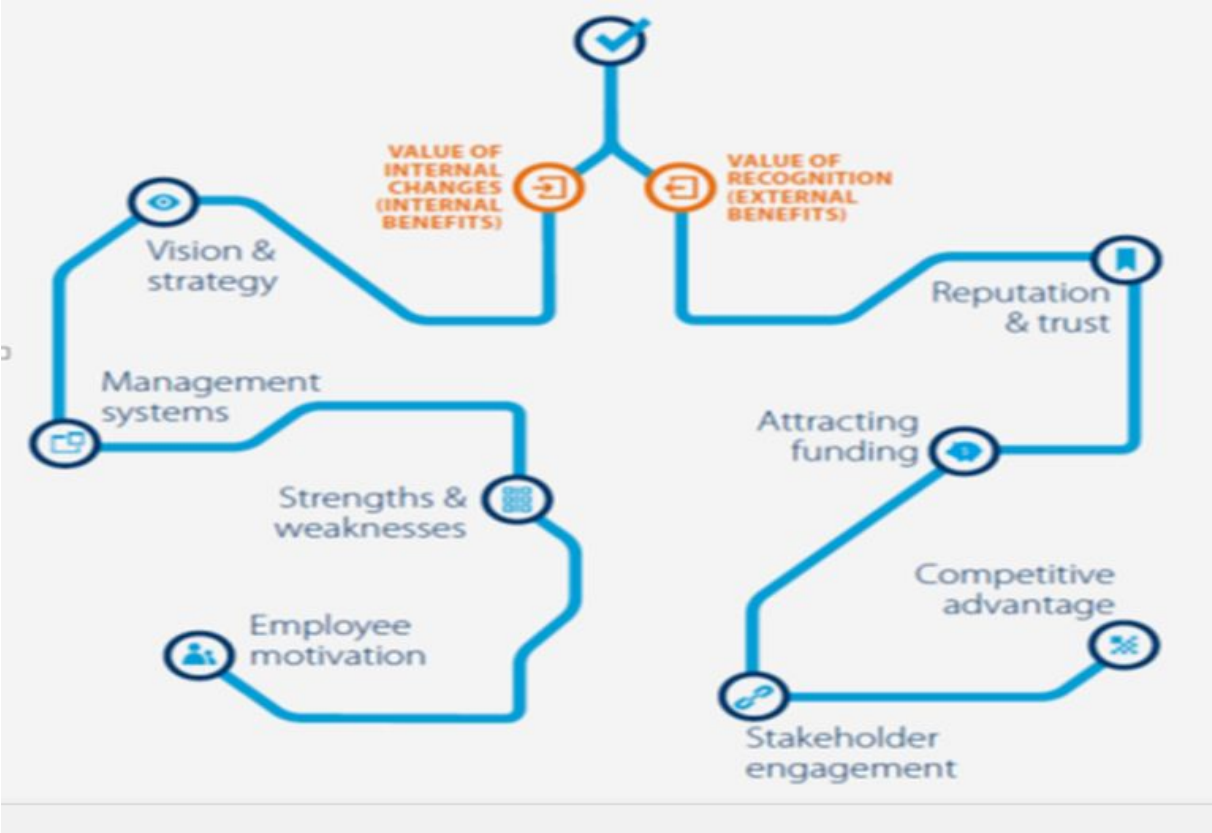 VALUE OF
INTERNAL
CHANGES
(INTERNAL
BENEFITS)
VALUE OF
RECOGNITION
(EXTERNAL
BENEFITS)
Vision &
strategy
Reputation
& trust
Management
systems
Attracting
funding
Strengths &
weaknesses
Competitive
advantage
Employee
motivation
Stakeholder
engagement